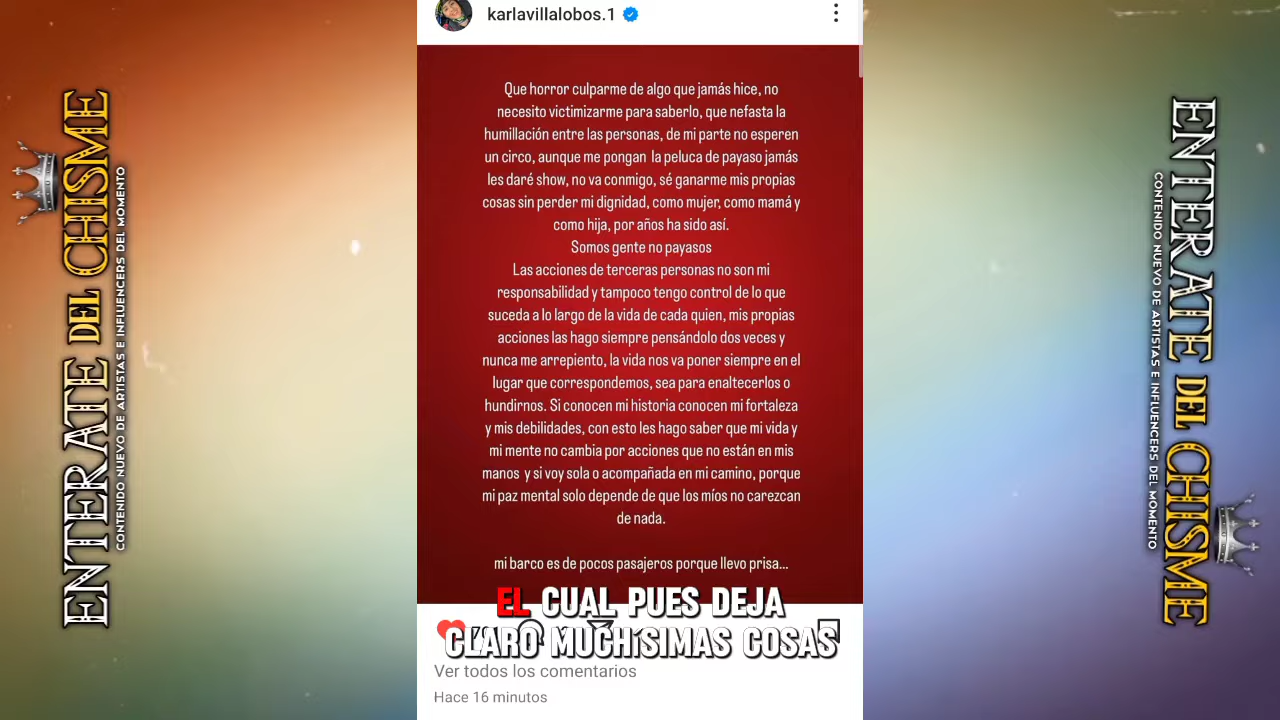 karlavillalobos.1
Que horror culparme de algo que jamás hice, no
necesito victimizarme para saberlo, que nefasta la
humillación entre las personas, de mi parte no esperen
un circo, aunque me pongan la peluca de payaso jamás
les daré show, no va conmigo, sé ganarme mis propias
cosas sin perder mi dignidad, como mujer, como mamá y
como hija, por años ha sido así.
Somos gente no payasos
Las acciones de terceras personas no son mi
responsabilidad y tampoco tengo control de lo que
suceda a lo largo de la vida de cada quien, mis propias
acciones las hago siempre pensándolo dos veces y
nunca me arrepiento, la vida nos va poner siempre en el
lugar que correspondemos, sea para enaltecerlos o
hundirnos. Si conocen mi historia conocen mi fortaleza
y mis debilidades, con esto les hago saber que mi vida y
mi mente no cambia por acciones que no están en mis
manos y si voy sola o acompañada en mi camino, porque
mi paz mental solo depende de que los míos no carezcan
de nada.
mi barco es de pocos pasajeros porque llevo prisa...
EL CUAL PUES DEJA
CLARO MUCHÍSIMAS COSAS
Ver todos los comentarios
Hace 16 minutos
ENTERATE DEL CHISME
CONTENIDO NUEVO DE ARTISTAS E INFLUENCERS DEL MOMENTO
ENTERATE DEL CHISME
CONTENIDO NUEVO DE ARTISTAS E INFLUENCERS DEL MOMENTO